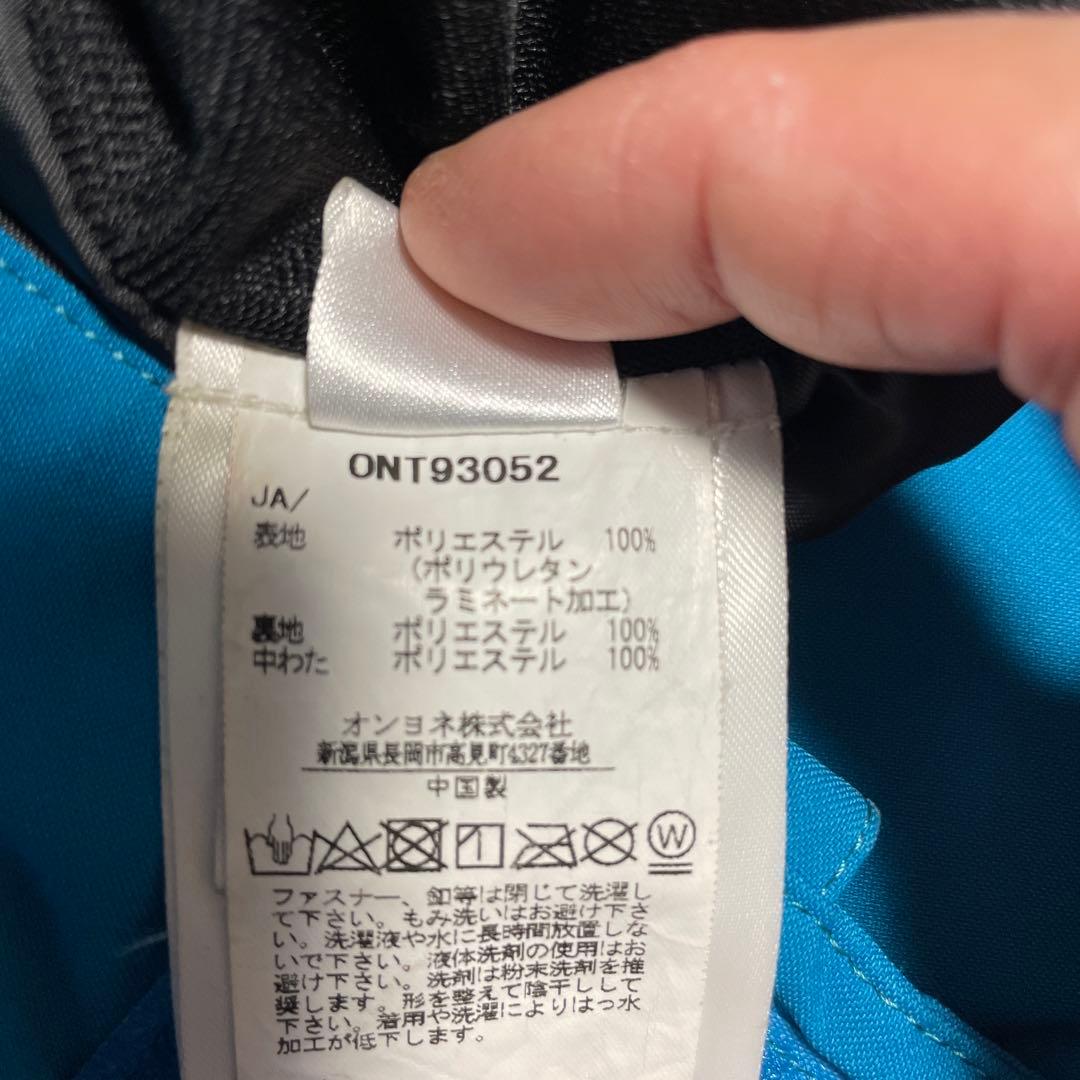 ONT93052
JA/
表地 ポリエステル 100%
(ポリウレタン
ラミネート加工)
裏地 ポリエステル 100%
中わた ポリエステル 100%
オンヨネ株式会社
新潟県長岡市高見町4327番地
中国製
W
ファスナー、釦等は閉じて洗濯し
て下さい。もみ洗いはお避け下さ
い。洗濯液や水に長時間放置しな
いで下さい。液体洗剤の使用はお
避け下さい。洗剤は粉末洗剤を推
奨します。形を整えて陰干しして
下さい。着用や洗濯によりはっ水
加工が低下します。